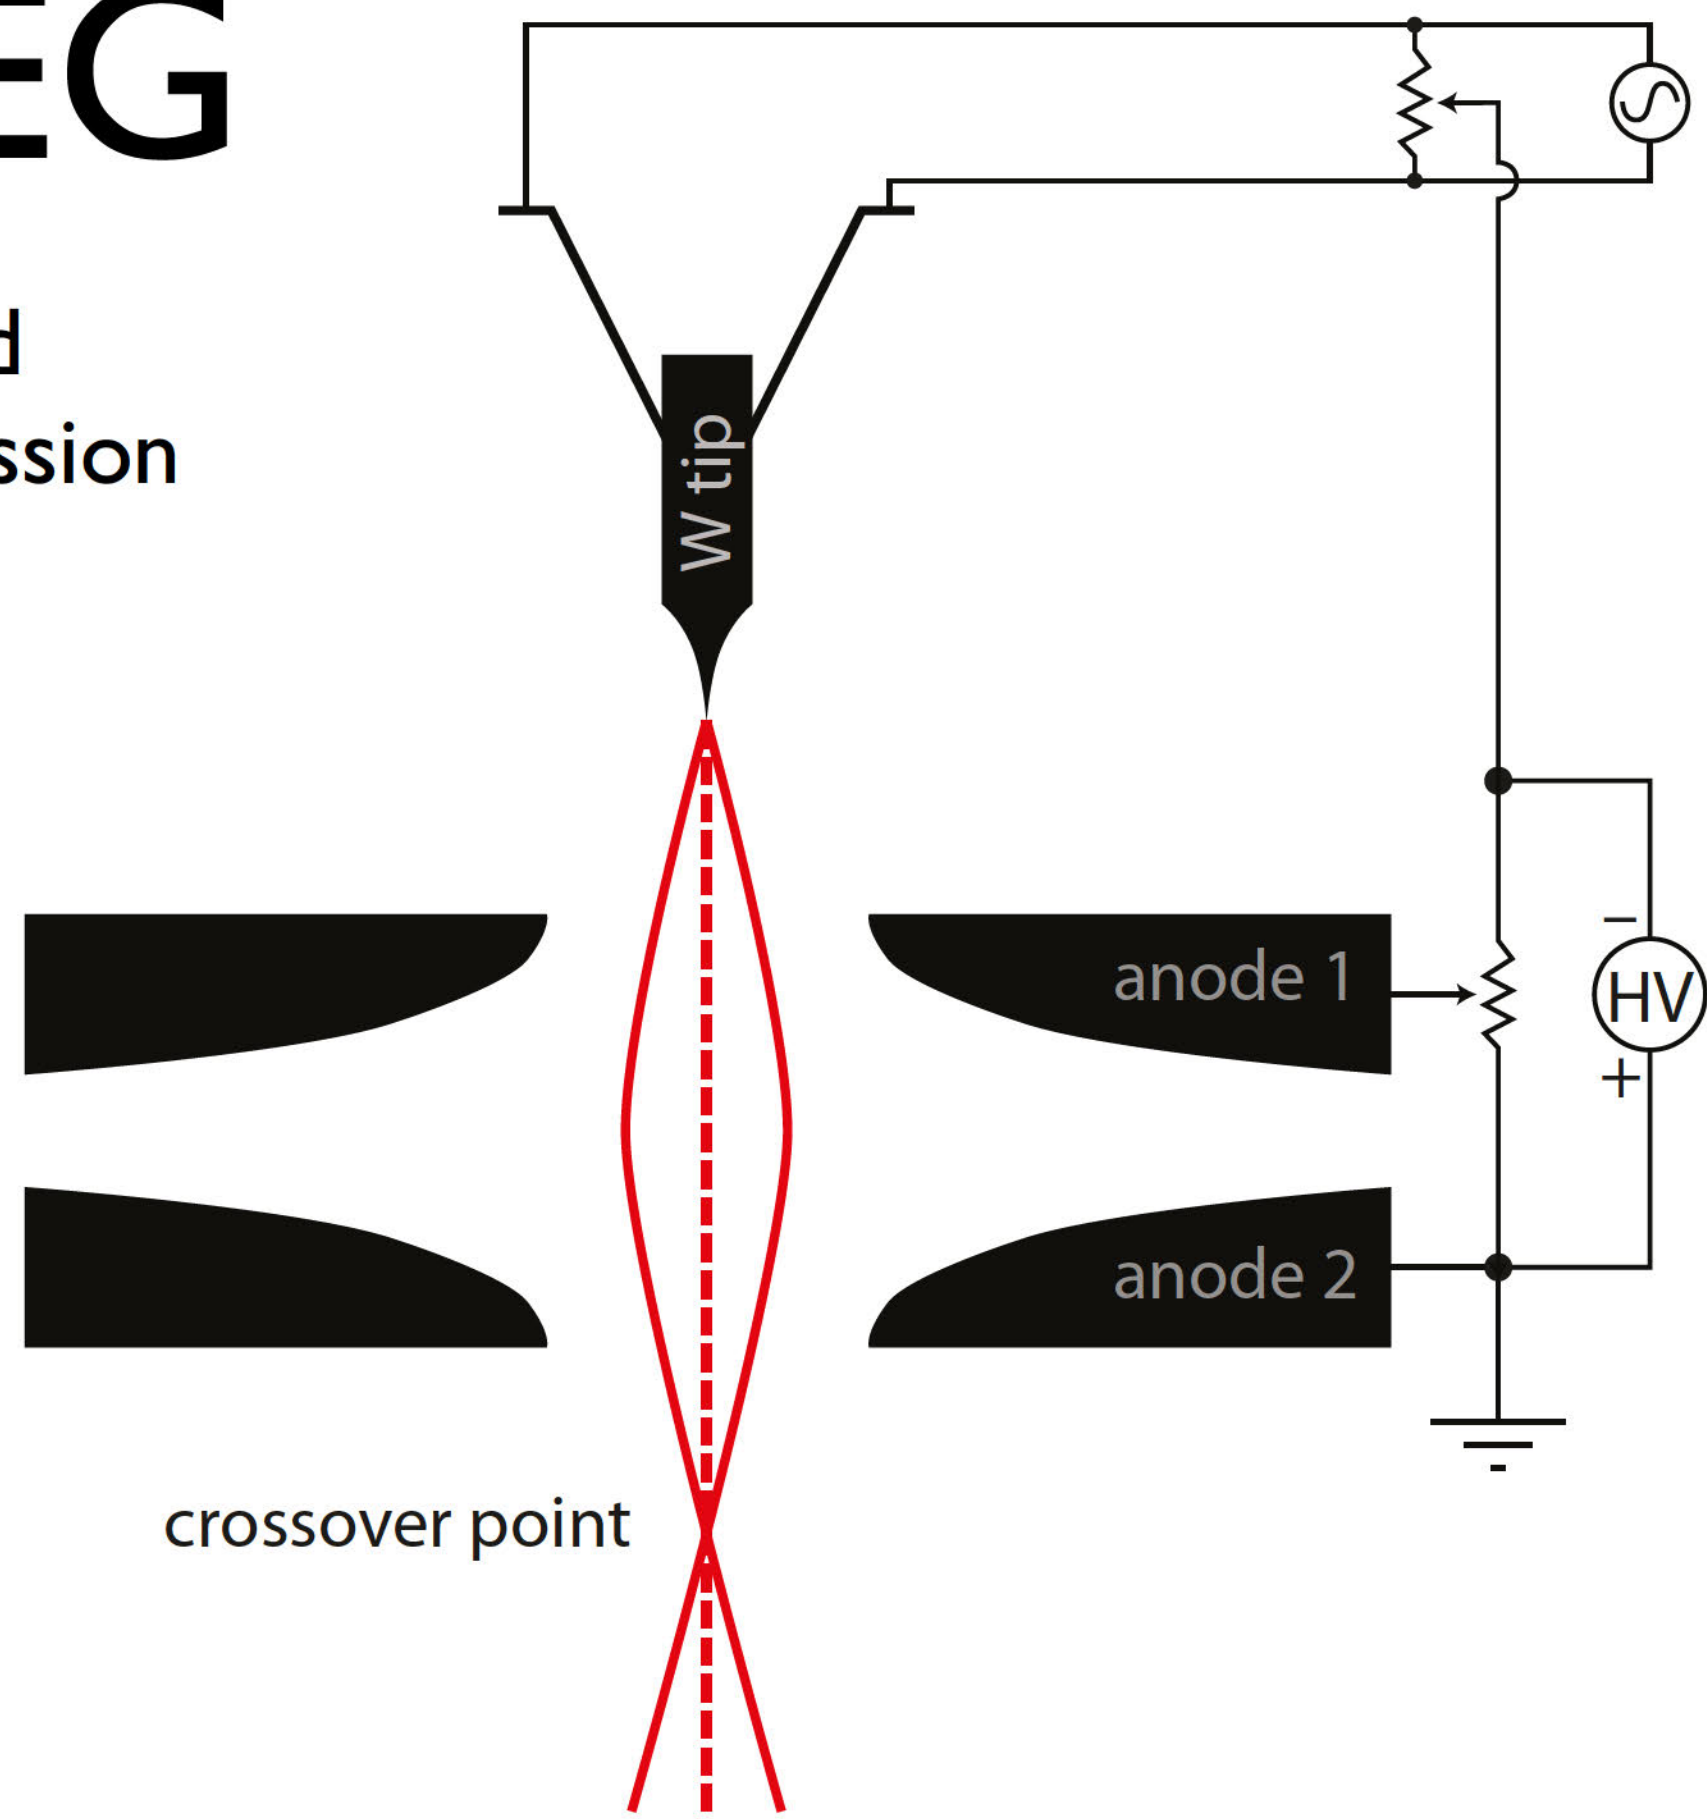 EG
d
ssion
W tip
anode 1
–
HV
+
anode 2
crossover point